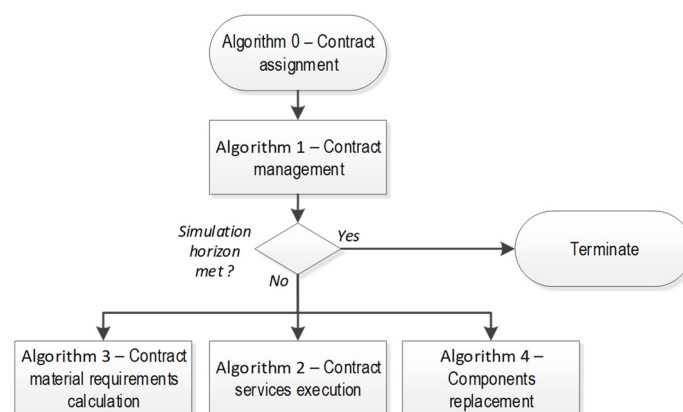 Algorithm 0 – Contract
assignment
Algorithm 1 – Contract
management
Simulation
horizon
met ?
Yes
No
Terminate
Algorithm 3 – Contract
material requirements
calculation
Algorithm 2 – Contract
services execution
Algorithm 4 –
Components
replacement